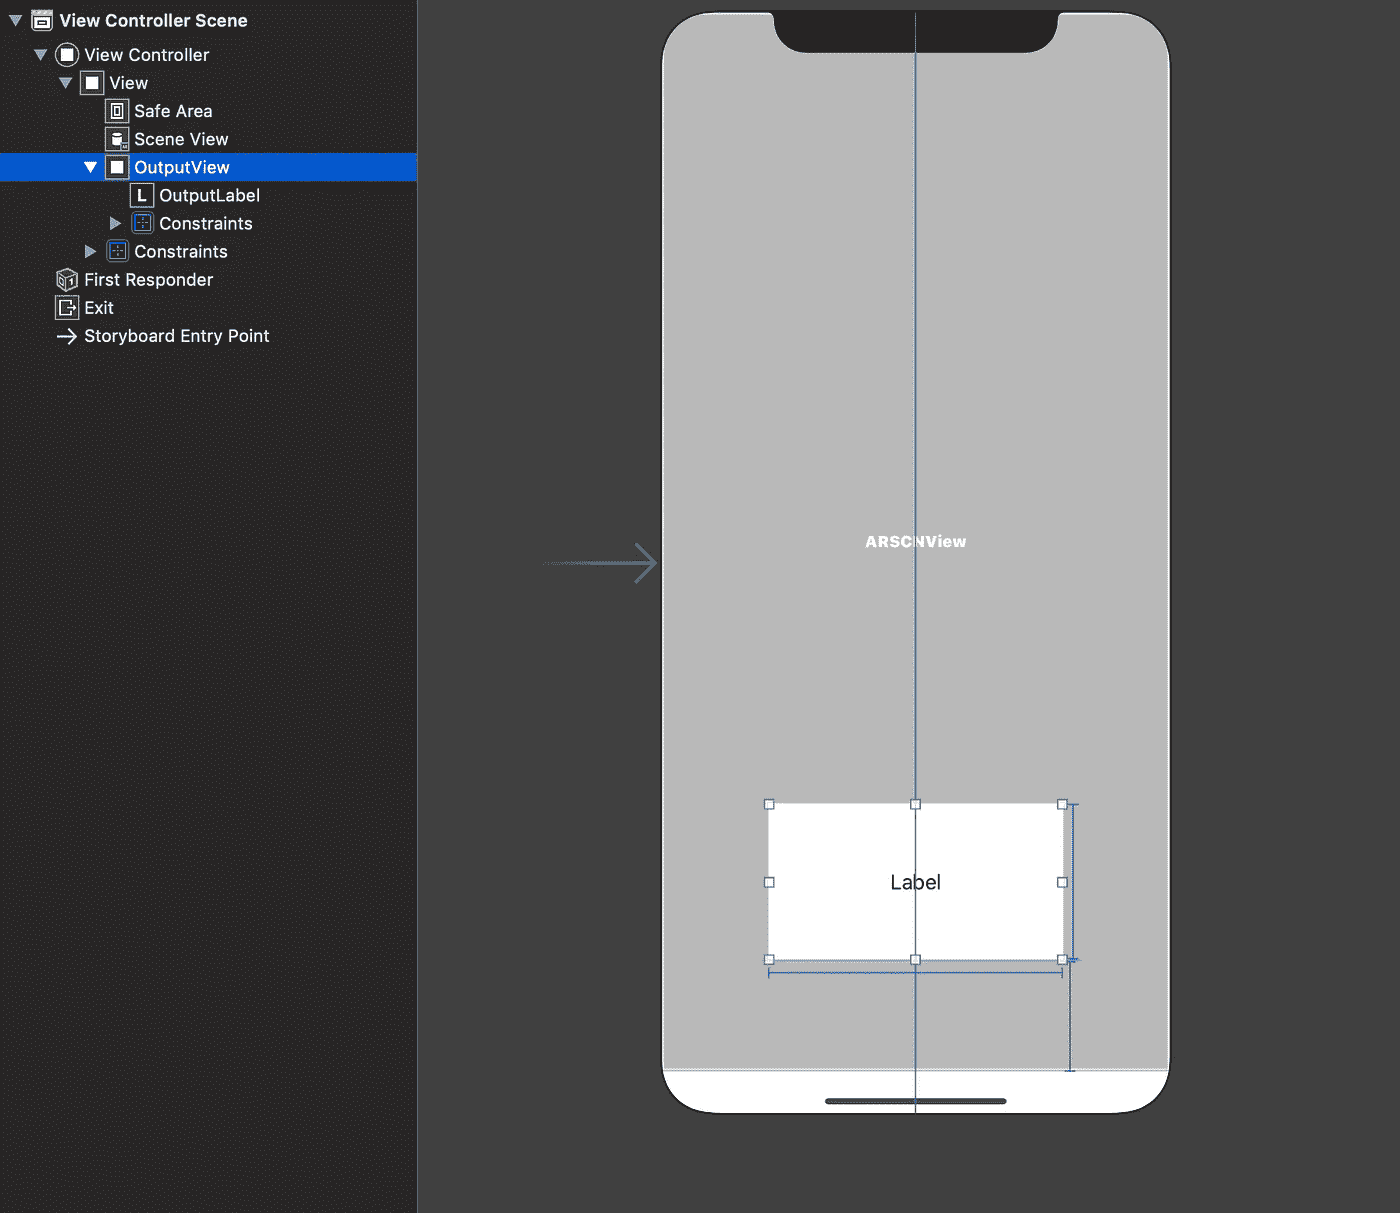 View Controller Scene
View Controller
View
Safe Area
Scene View
OutputView
L OutputLabel
Constraints
Constraints
First Responder
Exit
Storyboard Entry Point
ARSCNView
Label